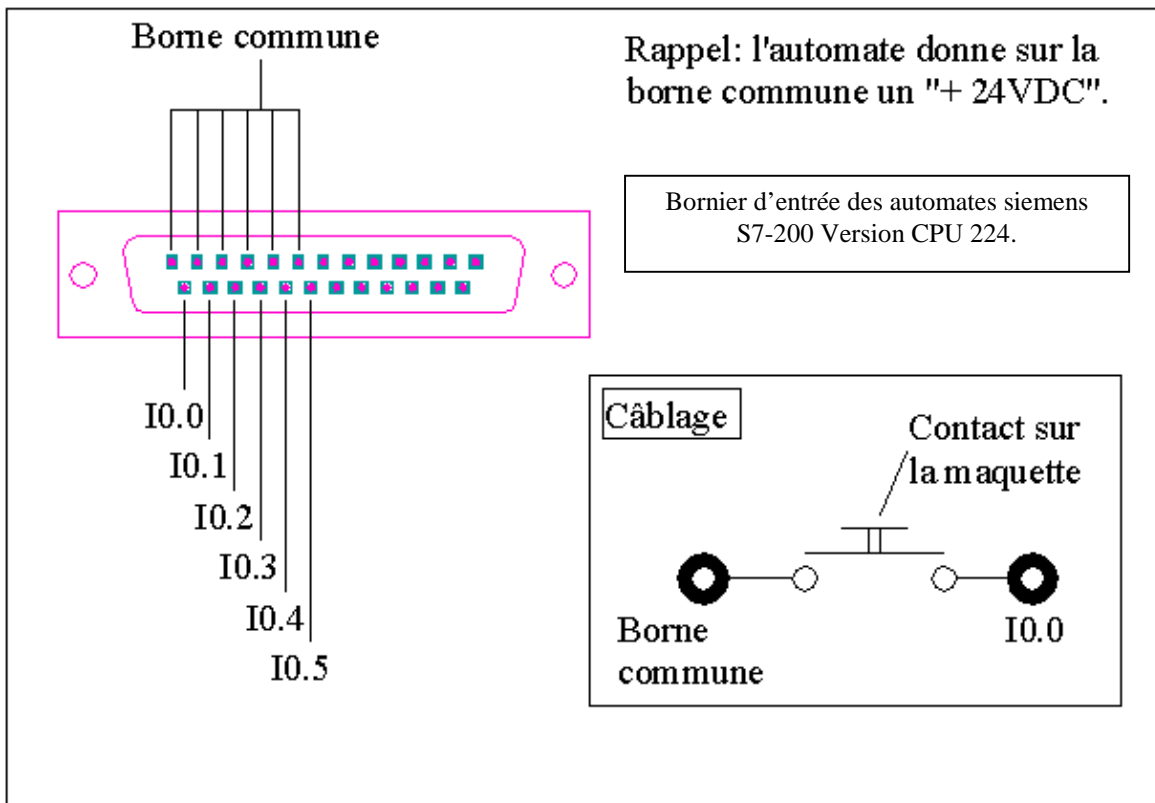 Borne commune
Rappel: l'automate donne sur la
borne commune un "+ 24VDC".
Bornier d’entrée des automates siemens
S7-200 Version CPU 224.
I0.0
I0.1
I0.2
I0.3
I0.4
I0.5
Câblage
Contact sur
la maquette
Borne
commune
I0.0